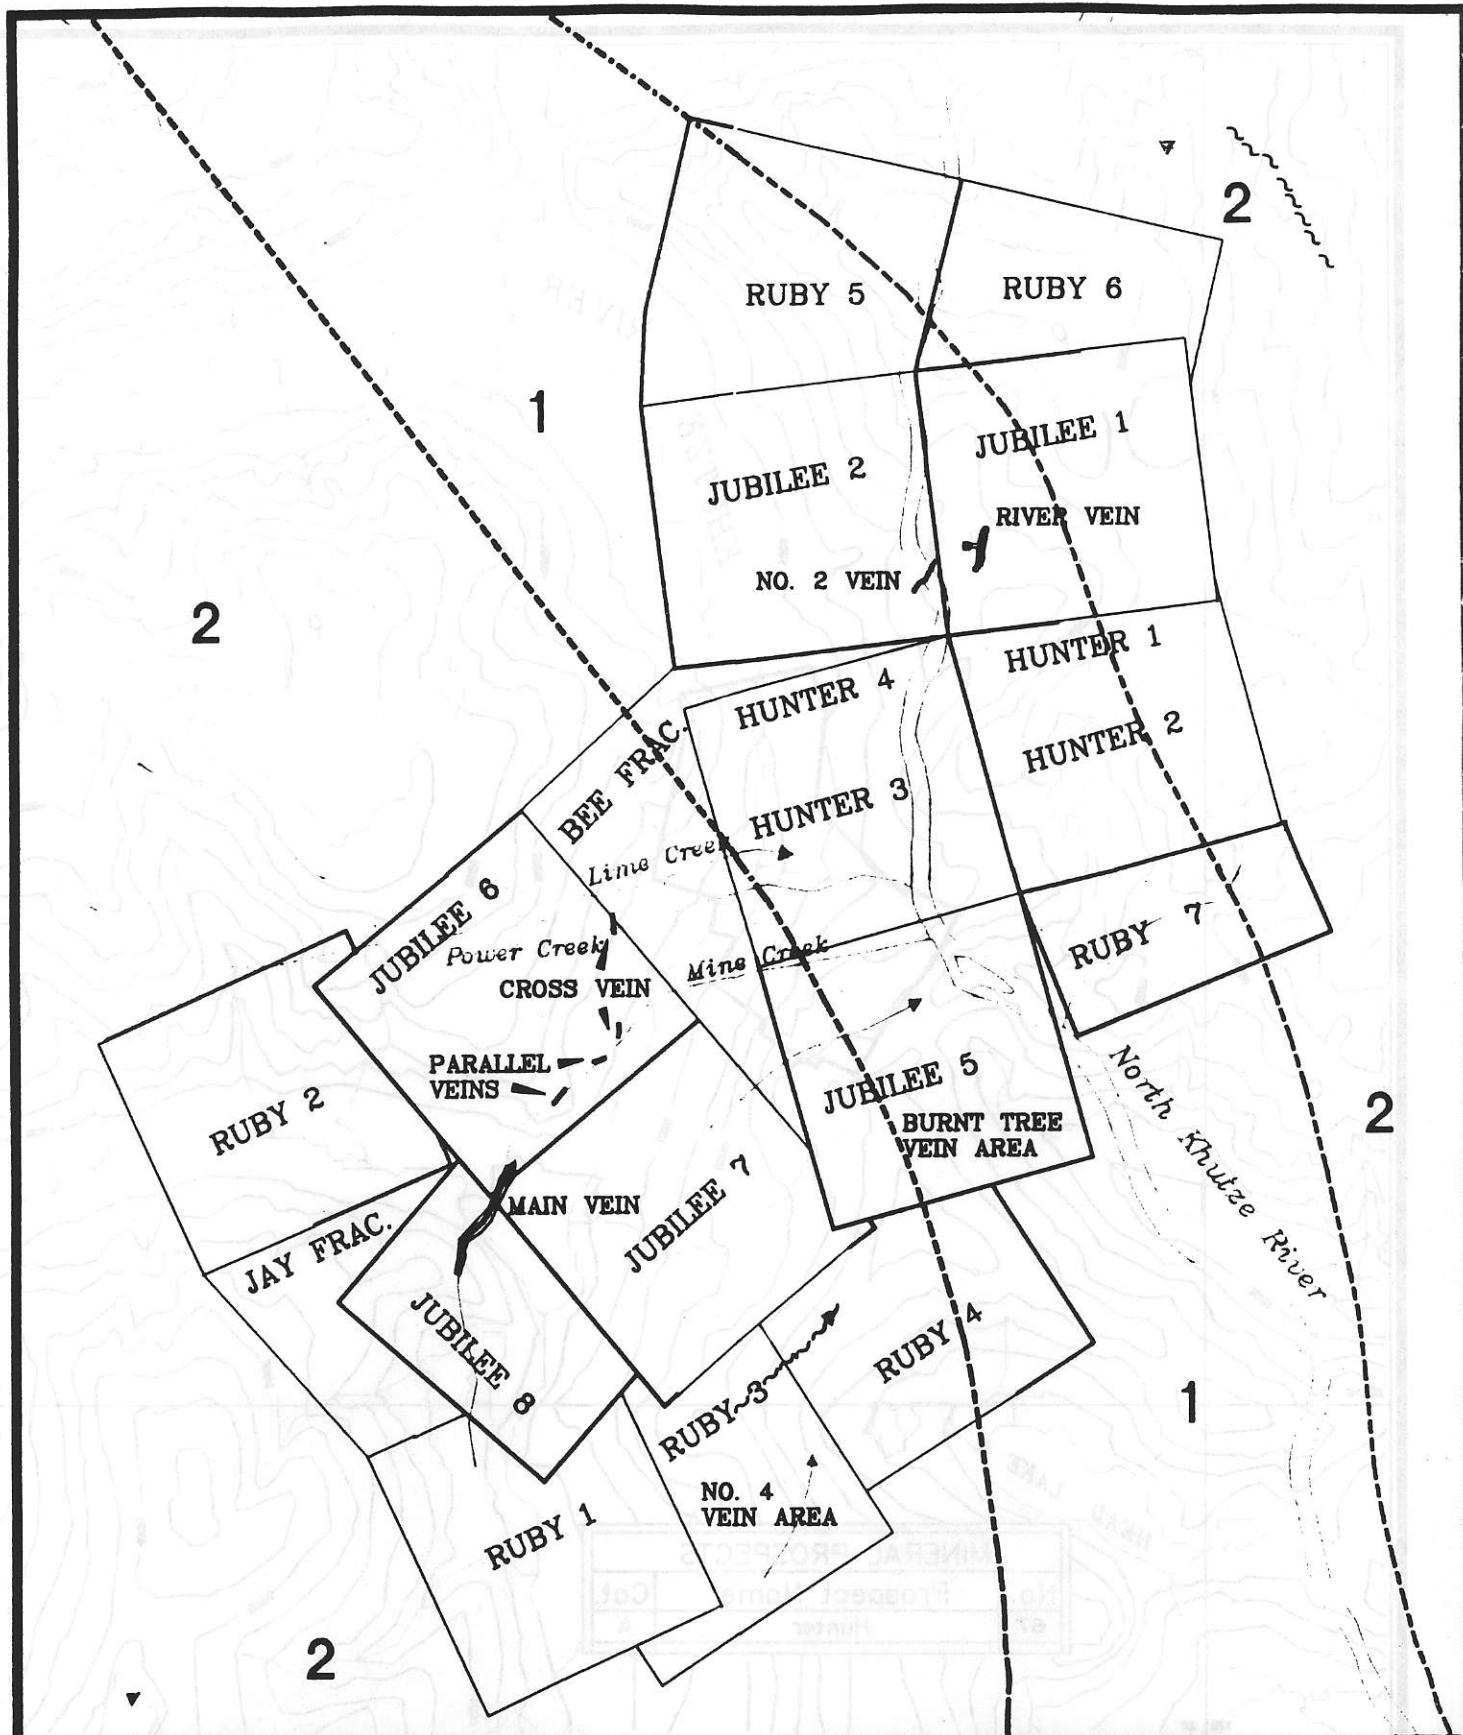 2
RUBY 5
RUBY 6
1
JUBILEE 1
JUBILEE 2
RIVER VEIN
NO. 2 VEIN
2
HUNTER 1
HUNTER 4
HUNTER 2
BEE FRAC.
HUNTER 3
Lime Creek
JUBILEE 6
Power Creek
Mine Creek
RUBY 7
CROSS VEIN
PARALLEL
VEINS
JUBILEE 5
North Khutze River
RUBY 2
BURNT TREE
VEIN AREA
2
MAIN VEIN
JUBILEE 7
JAY FRAC.
JUBILEE 8
RUBY 4
RUBY 3
1
NO. 4
VEIN AREA
RUBY 1
MINERAL PROSPECTS
No. Prospect Name Cat.
67 Hunter A
2